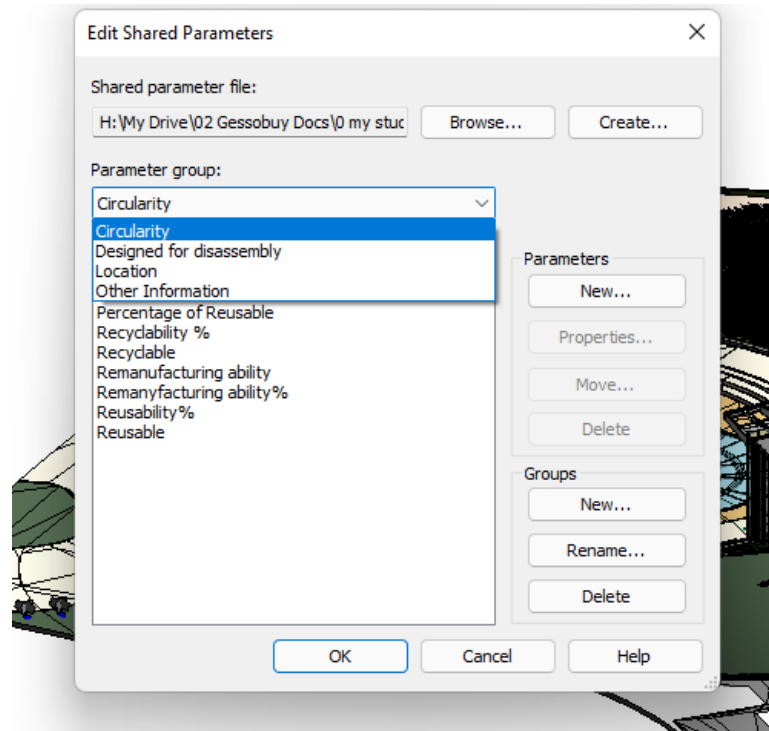 Edit Shared Parameters
Shared parameter file:
H:\My Drive\02 Gessobuy Docs\0 my stuc
Browse...
Create...
Parameter group:
Circularity
Circularity
Designed for disassembly
Location
Other Information
Percentage of Reusable
Recyclability %
Recyclable
Remanufacturing ability
Remanyfacturing ability%
Reusability%
Reusable
Parameters
New...
Properties...
Move...
Delete
Groups
New...
Rename...
Delete
OK
Cancel
Help